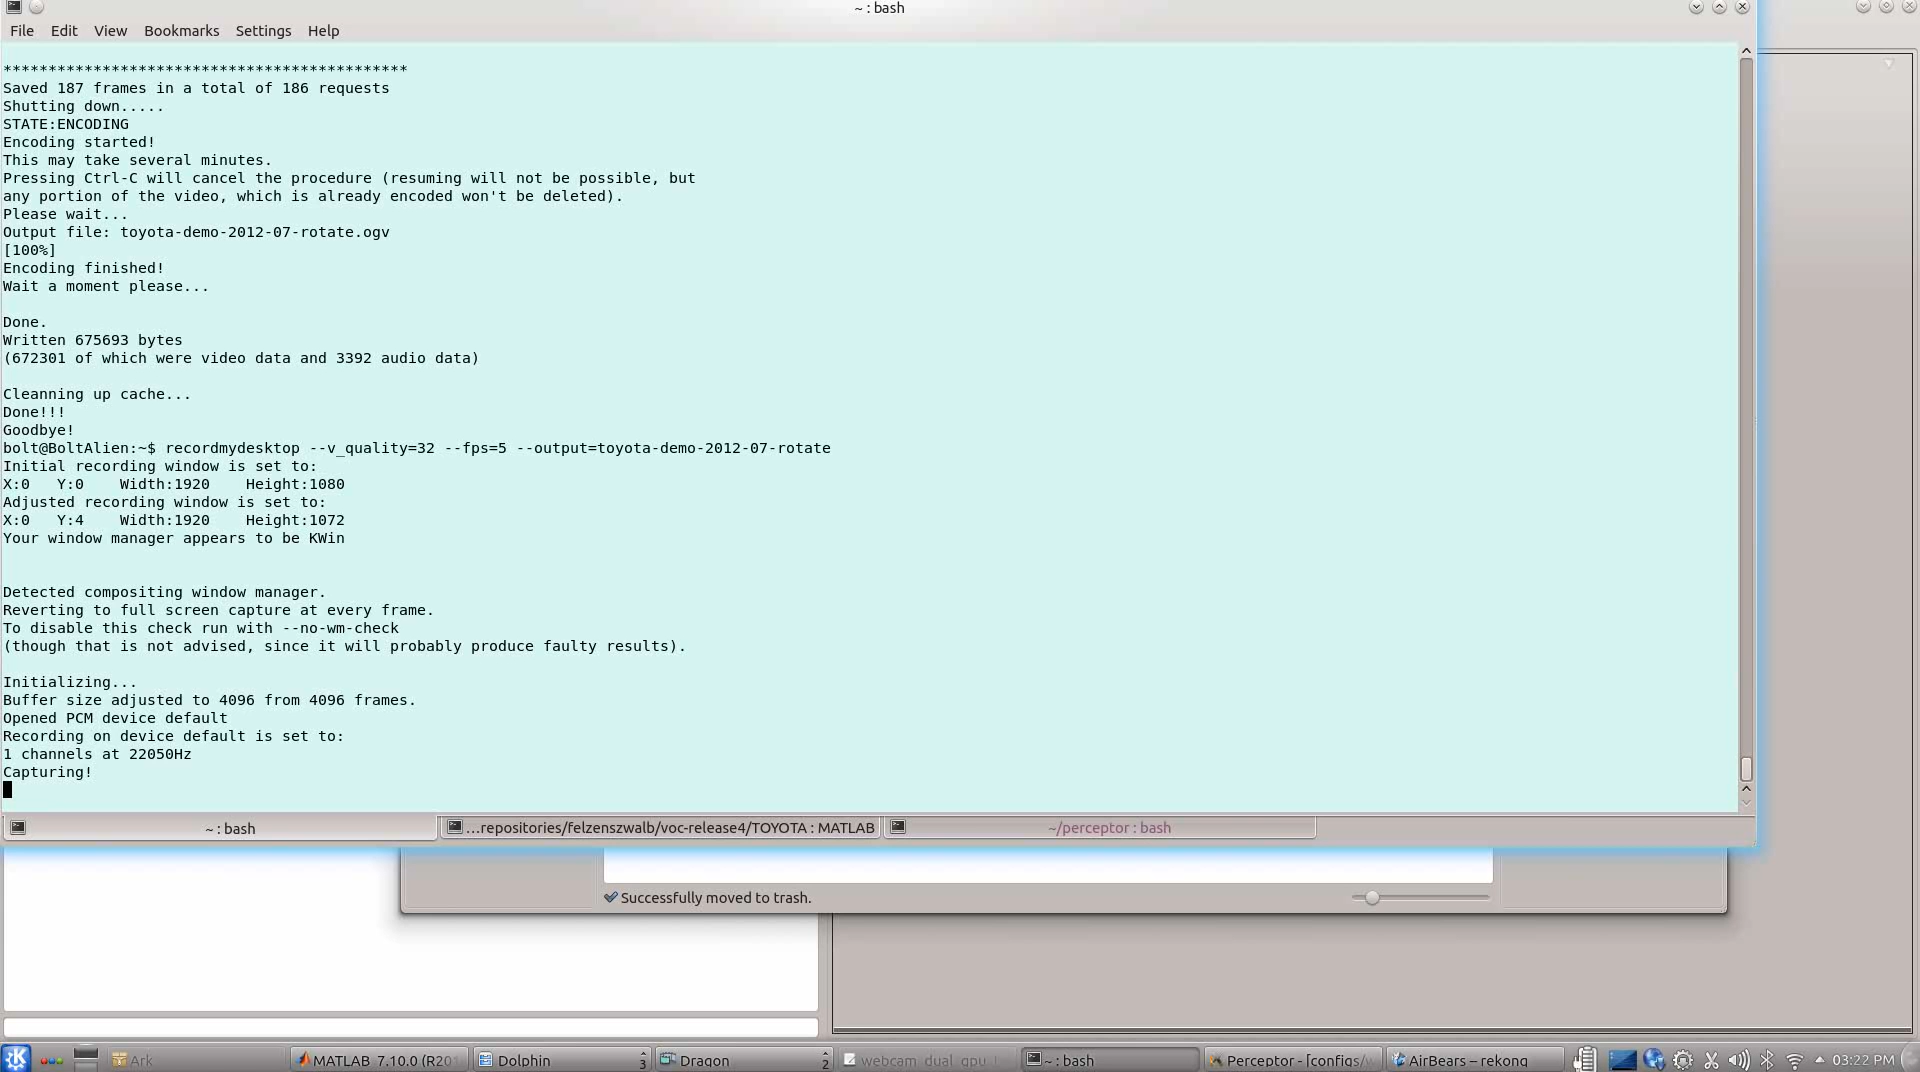 ~ : bash
File Edit View Bookmarks Settings Help
*********************************************
Saved 187 frames in a total of 186 requests
Shutting down.....
STATE:ENCODING
Encoding started!
This may take several minutes.
Pressing Ctrl-C will cancel the procedure (resuming will not be possible, but
any portion of the video, which is already encoded won't be deleted).
Please wait...
Output file: toyota-demo-2012-07-rotate.ogv
[100%]
Encoding finished!
Wait a moment please...
Done.
Written 675693 bytes
(672301 of which were video data and 3392 audio data)
Cleanning up cache...
Done!!!
Goodbye!
bolt@BoltAlien:~$ recordmydesktop --v_quality=32 --fps=5 --output=toyota-demo-2012-07-rotate
Initial recording window is set to:
X:0   Y:0    Width:1920    Height:1080
Adjusted recording window is set to:
X:0   Y:4    Width:1920    Height:1072
Your window manager appears to be KWin
Detected compositing window manager.
Reverting to full screen capture at every frame.
To disable this check run with --no-wm-check
(though that is not advised, since it will probably produce faulty results).
Initializing...
Buffer size adjusted to 4096 from 4096 frames.
Opened PCM device default
Recording on device default is set to:
1 channels at 22050Hz
Capturing!
~ : bash ...repositories/felzenszwalb/voc-release4/TOYOTA : MATLAB ~/perceptor : bash
Successfully moved to trash.
Ark MATLAB 7.10.0 (R201 Dolphin 3 Dragon 2 webcam_dual_gpu_ ~ : bash Perceptor - [configs/ AirBears – rekonq 03:22 PM